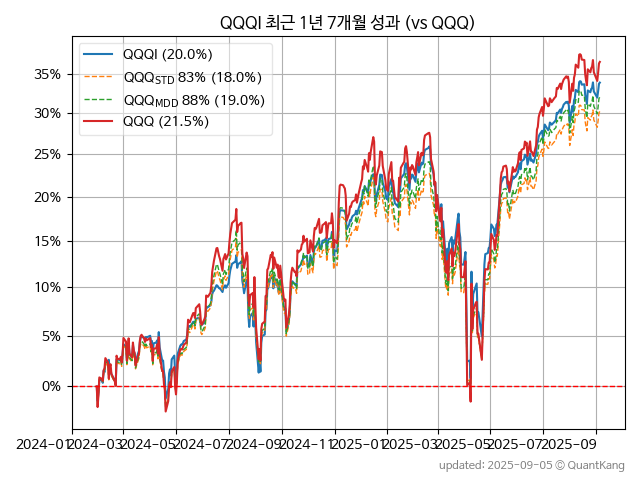 QQQI 최근 1년 7개월 성과 (vs QQQ)
QQQI (20.0%)
QQQSTD 83% (18.0%)
QQQMDD 88% (19.0%)
QQQ (21.5%)
35%
30%
25%
20%
15%
10%
5%
0%
2024-01 2024-03 2024-05 2024-07 2024-09 2024-11 2025-01 2025-03 2025-05 2025-07 2025-09
updated: 2025-09-05 © QuantKang